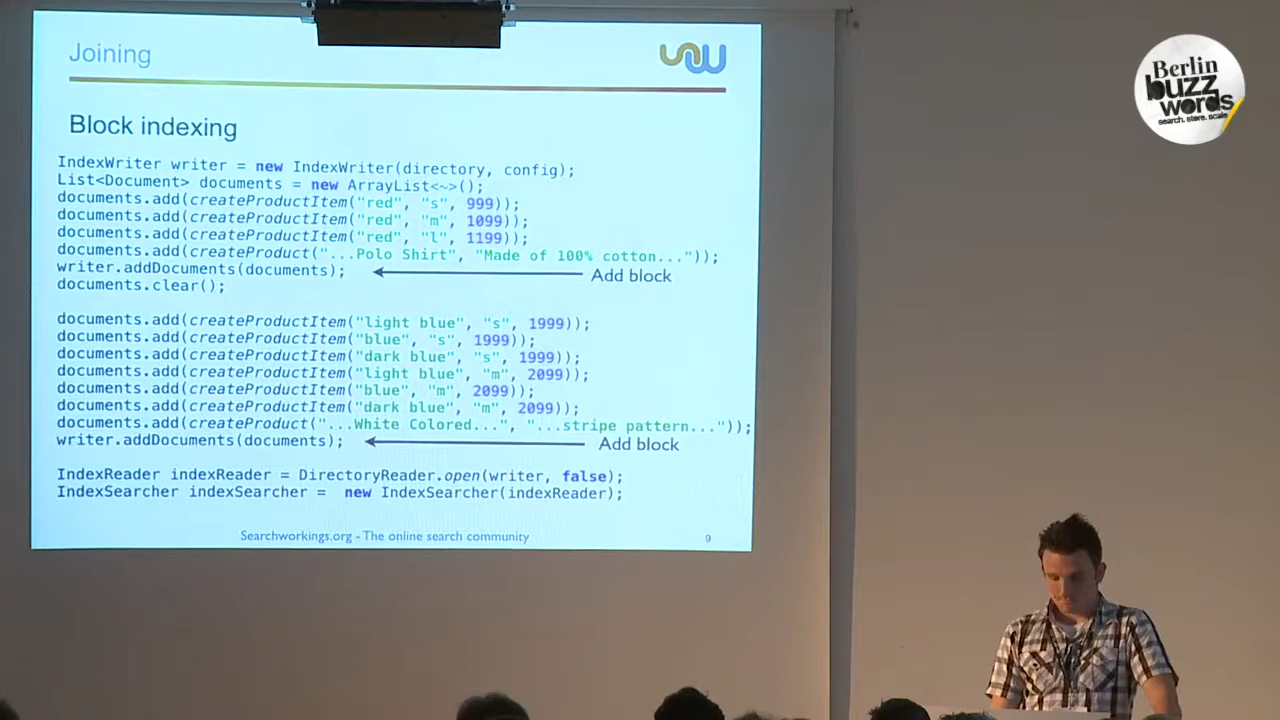 Joining
Block indexing
IndexWriter writer = new IndexWriter(directory, config);
List<Document> documents = new ArrayList<~>();
documents.add(createProductItem("red", "s", 999));
documents.add(createProductItem("red", "m", 1099));
documents.add(createProductItem("red", "l", 1199));
documents.add(createProduct("...Polo Shirt", "Made of 100% cotton..."));
writer.addDocuments(documents);
Add block
documents.clear();
documents.add(createProductItem("light blue", "s", 1999));
documents.add(createProductItem("blue", "s", 1999));
documents.add(createProductItem("dark blue", "s", 1999));
documents.add(createProductItem("light blue", "m", 2099));
documents.add(createProductItem("blue", "m", 2099));
documents.add(createProductItem("dark blue", "m", 2099));
documents.add(createProduct("...White Colored...", "...stripe pattern..."));
writer.addDocuments(documents);
Add block
IndexReader indexReader = DirectoryReader.open(writer, false);
IndexSearcher indexSearcher = new IndexSearcher(indexReader);
Searchworkings.org - The online search community
9
Berlin
buzz
words
search. store. scale